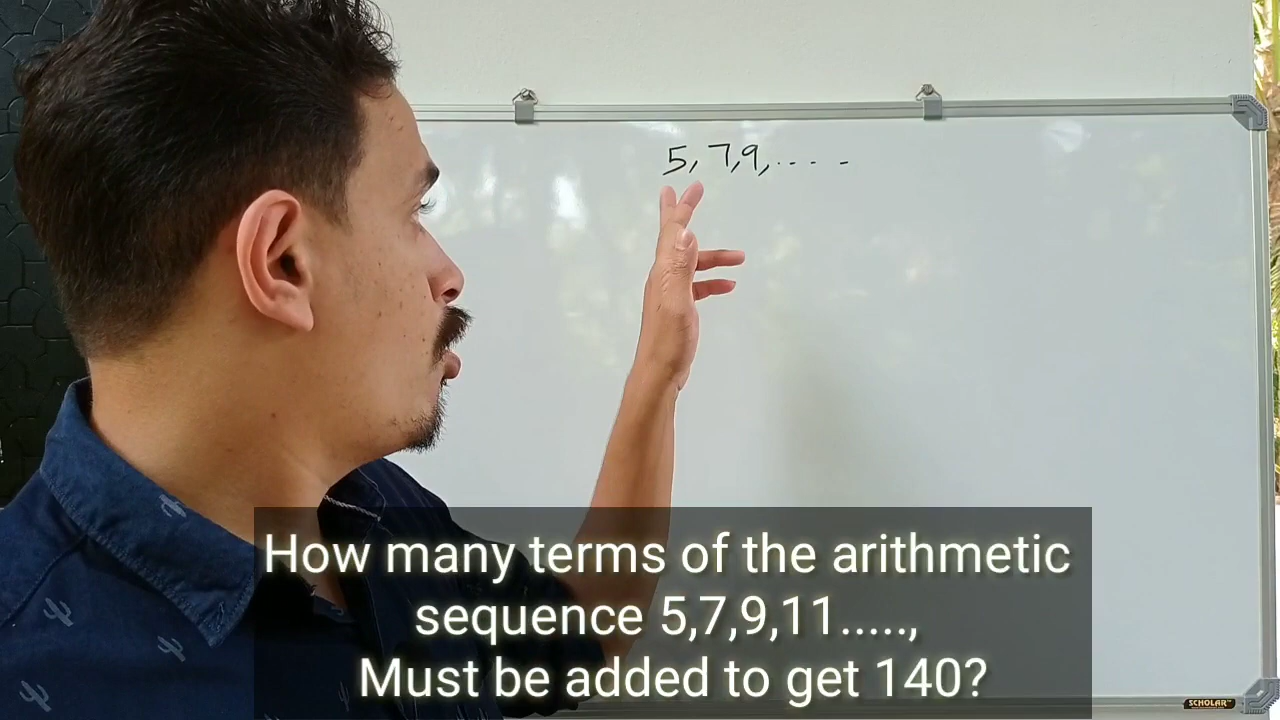 5,7,9,.... -
How many terms of the arithmetic
sequence 5,7,9,11.....,
Must be added to get 140?
SCHOLAR™